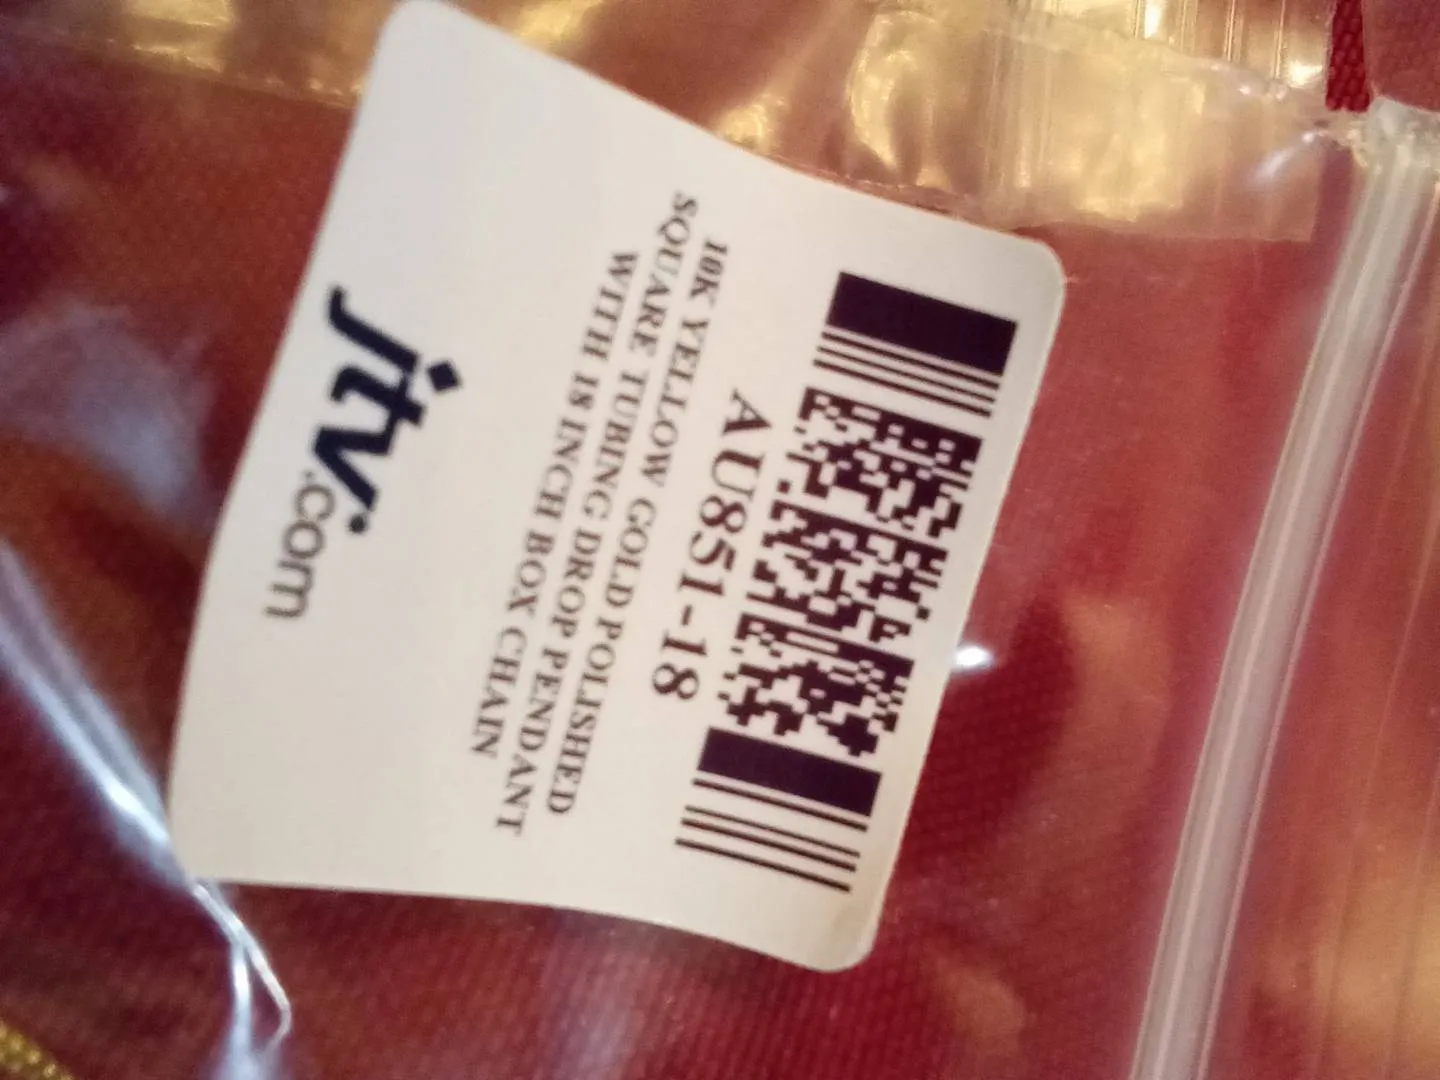 AU851-18
10K YELLOW GOLD POLISHED
SQUARE TUBING DROP PENDANT
WITH 18 INCH BOX CHAIN
jtv.com